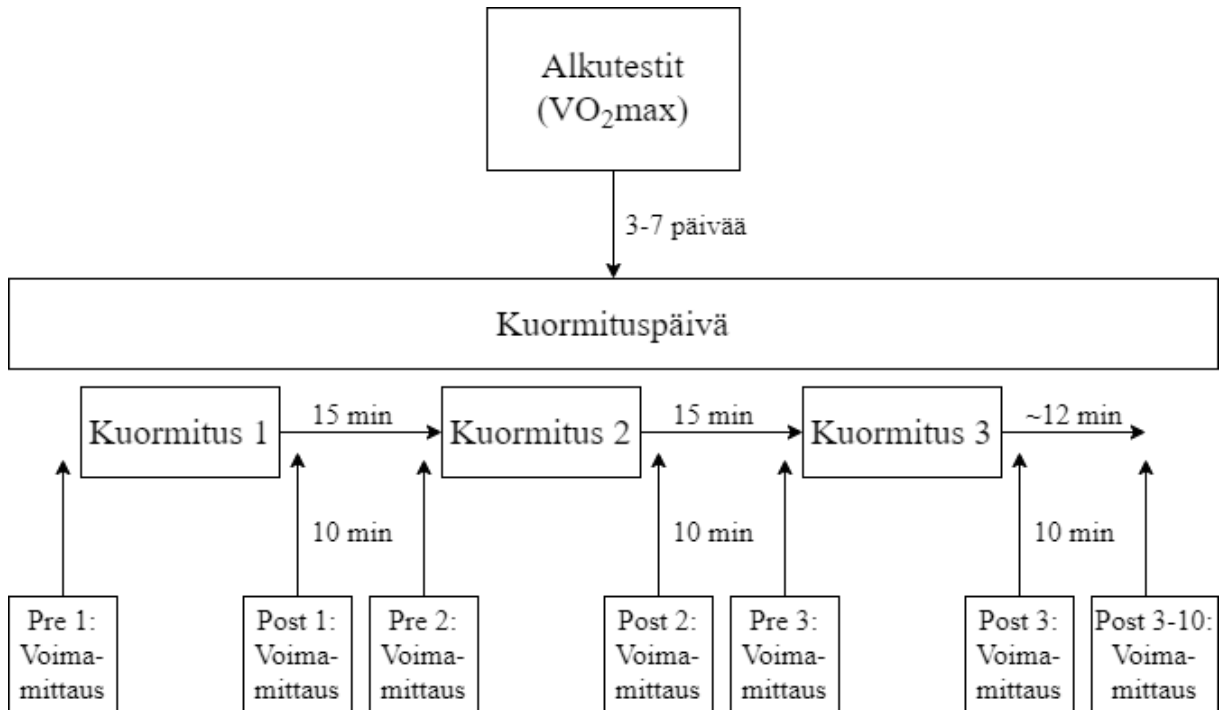 Alkutestit
(VO₂max)
3-7 päivää
Kuormituspäivä
Kuormitus 1
15 min
Kuormitus 2
15 min
Kuormitus 3
~12 min
10 min
10 min
10 min
Pre 1:
Voima-
mittaus
Post 1:
Voima-
mittaus
Pre 2:
Voima-
mittaus
Post 2:
Voima-
mittaus
Pre 3:
Voima-
mittaus
Post 3:
Voima-
mittaus
Post 3-10:
Voima-
mittaus